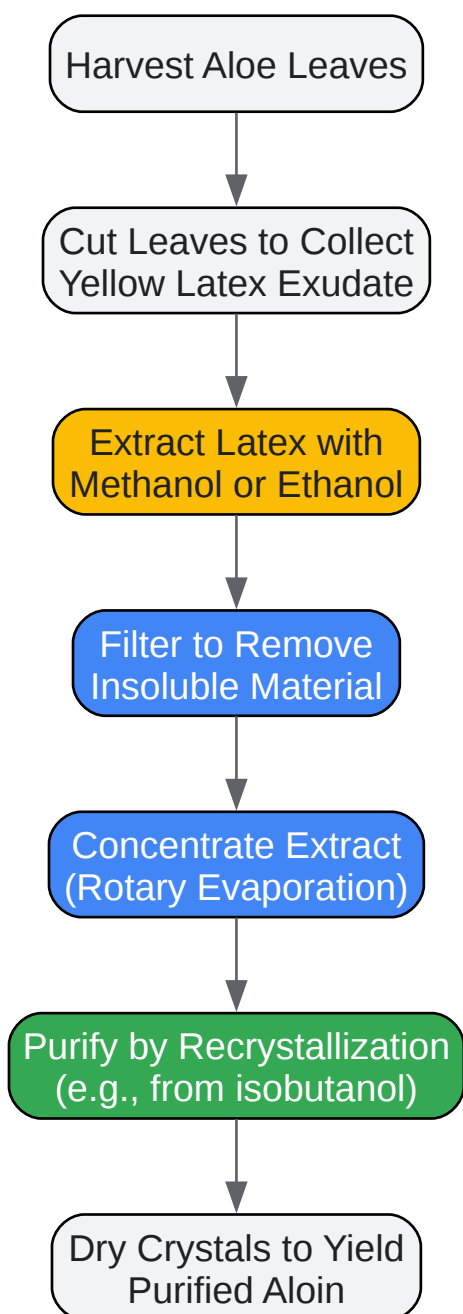 Harvest Aloe Leaves
Cut Leaves to Collect
Yellow Latex Exudate
Extract Latex with
Methanol or Ethanol
Filter to Remove
Insoluble Material
Concentrate Extract
(Rotary Evaporation)
Purify by Recrystallization
(e.g., from isobutanol)
Dry Crystals to Yield
Purified Aloin